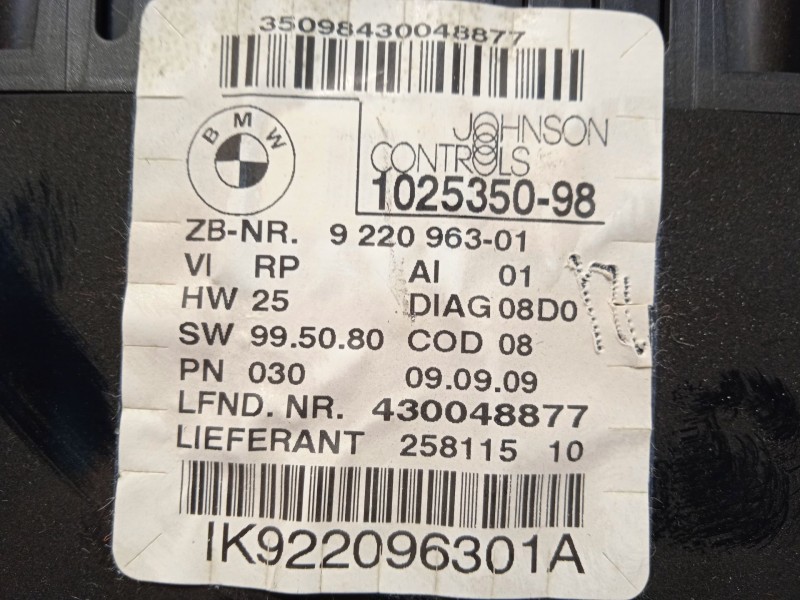 35098430048877
BMW
JOHNSON
CONTROLS
1025350-98
ZB-NR. 9 220 963-01
VI RP AI 01
HW 25 DIAG 08D0
SW 99.50.80 COD 08
PN 030 09.09.09
LFND. NR. 430048877
LIEFERANT 258115 10
IK922096301A